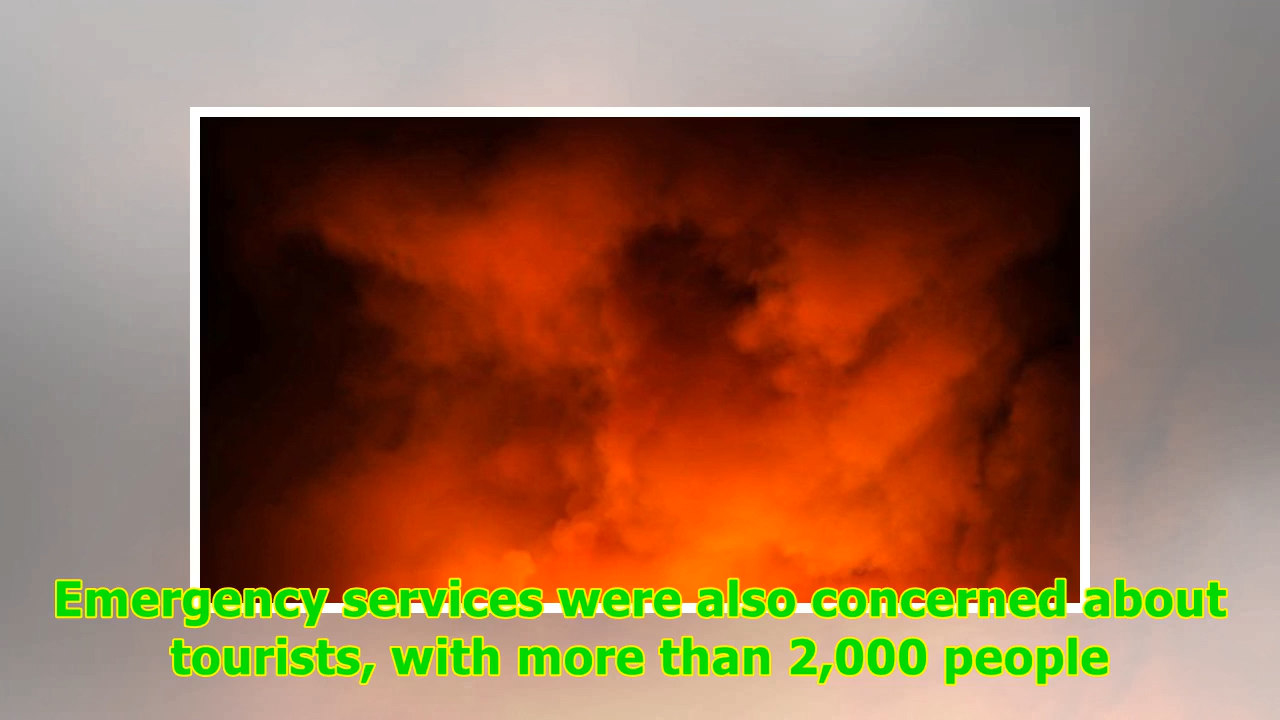 Emergency services were also concerned about
tourists, with more than 2,000 people